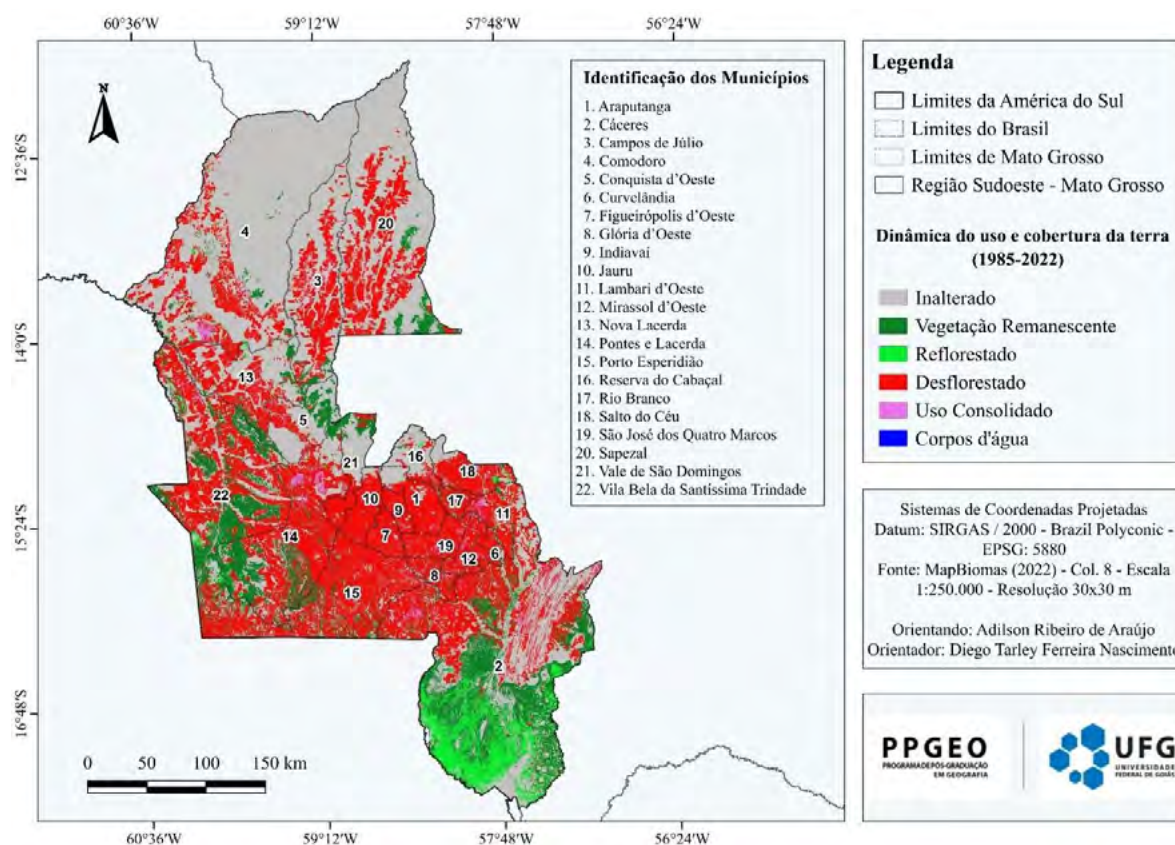 60°36'W 59°12'W 57°48'W 56°24'W
12°36'S
14°0'S
15°24'S
16°48'S
N
4
20
3
13
5
21
16
18
10
1
17
22
9
11
14
7
19
12
6
8
15
2
0 50 100 150 km
60°36'W 59°12'W 57°48'W 56°24'W
Identificação dos Municípios
1. Araputanga
2. Cáceres
3. Campos de Júlio
4. Comodoro
5. Conquista d'Oeste
6. Curvelândia
7. Figueirópolis d'Oeste
8. Glória d'Oeste
9. Indiavaí
10. Jauru
11. Lambari d'Oeste
12. Mirassol d'Oeste
13. Nova Lacerda
14. Pontes e Lacerda
15. Porto Esperidião
16. Reserva do Cabaçal
17. Rio Branco
18. Salto do Céu
19. São José dos Quatro Marcos
20. Sapezal
21. Vale de São Domingos
22. Vila Bela da Santíssima Trindade
Legenda
Limites da América do Sul
Limites do Brasil
Limites de Mato Grosso
Região Sudoeste - Mato Grosso
Dinâmica do uso e cobertura da terra
(1985-2022)
Inalterado
Vegetação Remanescente
Reflorestado
Desflorestado
Uso Consolidado
Corpos d'água
Sistemas de Coordenadas Projetadas
Datum: SIRGAS / 2000 - Brazil Polyconic -
EPSG: 5880
Fonte: MapBiomas (2022) - Col. 8 - Escala
1:250.000 - Resolução 30x30 m
Orientando: Adilson Ribeiro de Araújo
Orientador: Diego Tarley Ferreira Nascimento
PPGEO
PROGRAMA DE PÓS-GRADUAÇÃO
EM GEOGRAFIA
UFG
UNIVERSIDADE
FEDERAL DE GOIÁS